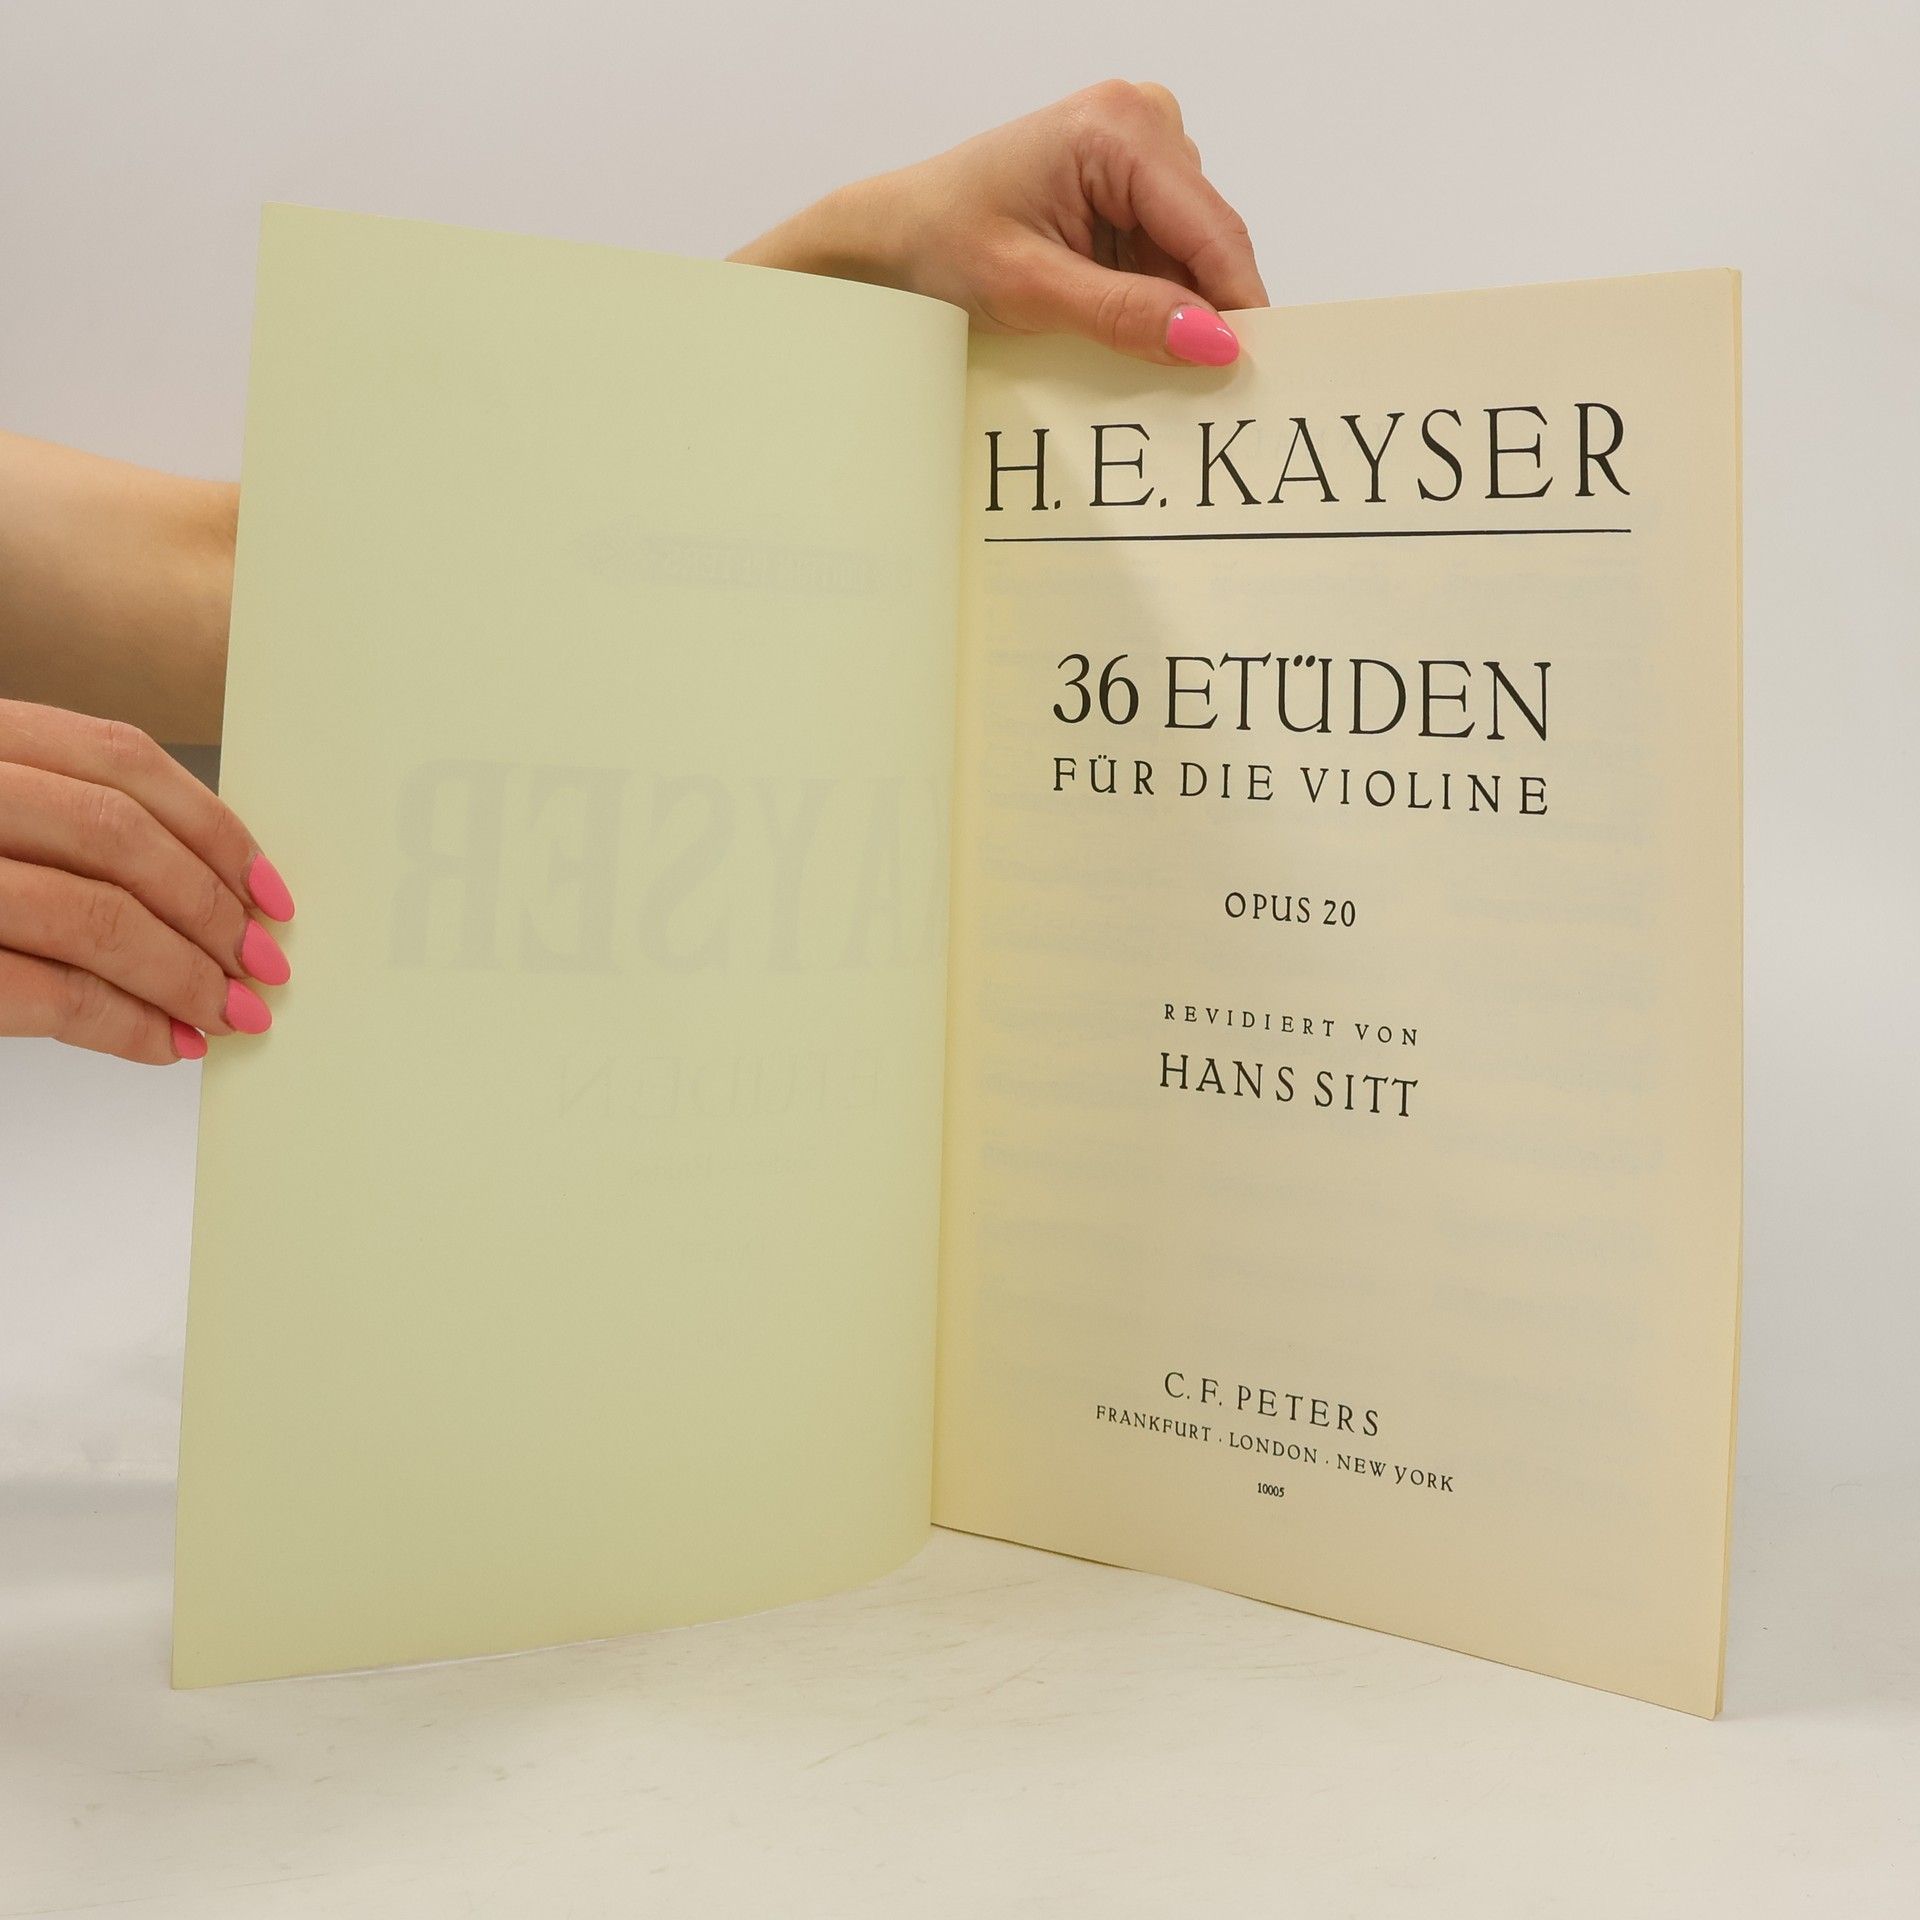 H. E. KAYSER
36 ETÜDEN
FÜR DIE VIOLINE
OPUS 20
REVIDIERT VON
HANS SITT
C. F. PETERS
FRANKFURT · LONDON · NEW YORK
10005